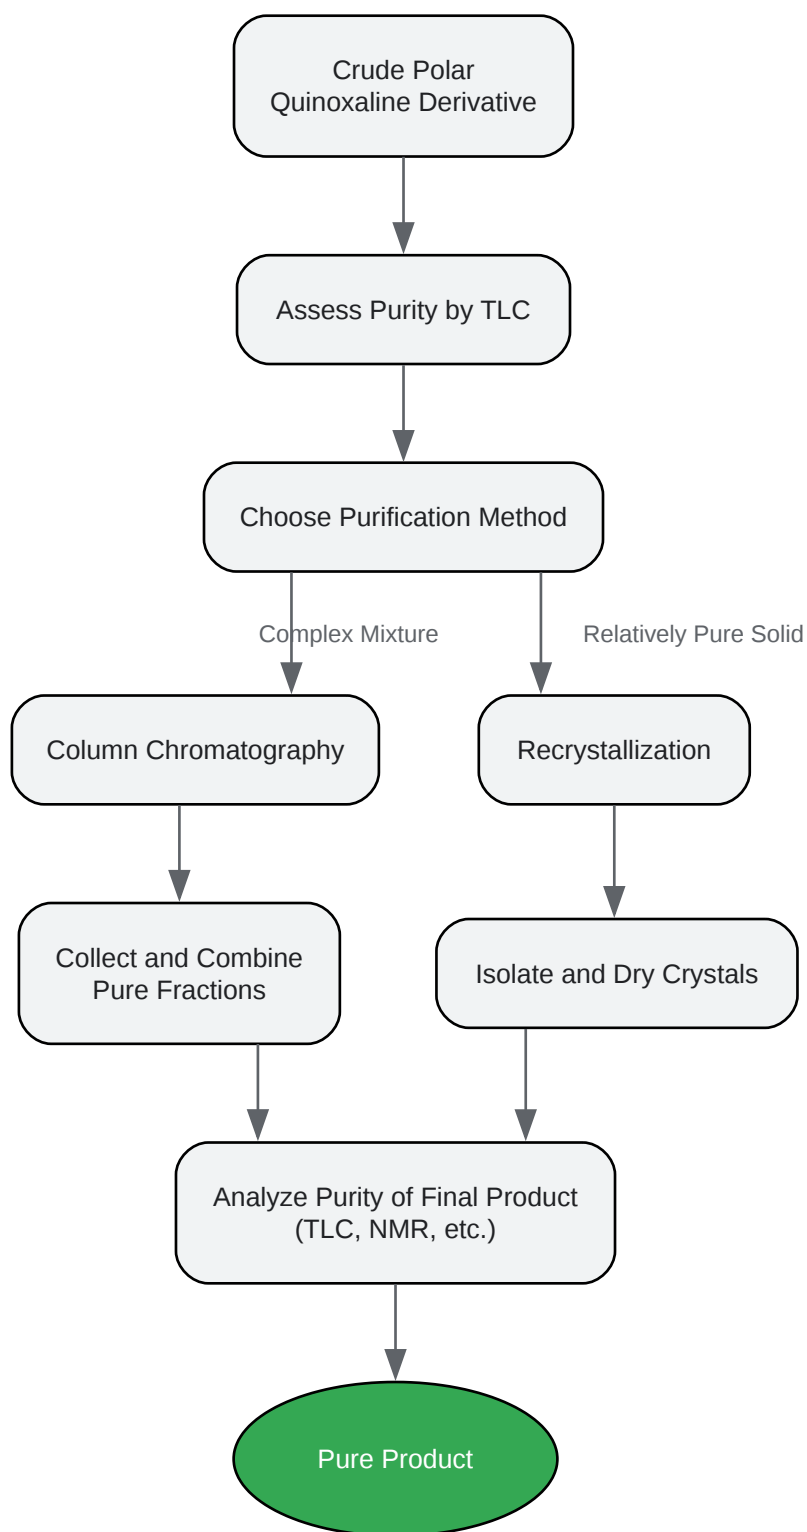 Crude Polar
Quinoxaline Derivative
Assess Purity by TLC
Choose Purification Method
Complex Mixture
Relatively Pure Solid
Column Chromatography
Recrystallization
Collect and Combine
Pure Fractions
Isolate and Dry Crystals
Analyze Purity of Final Product
(TLC, NMR, etc.)
Pure Product